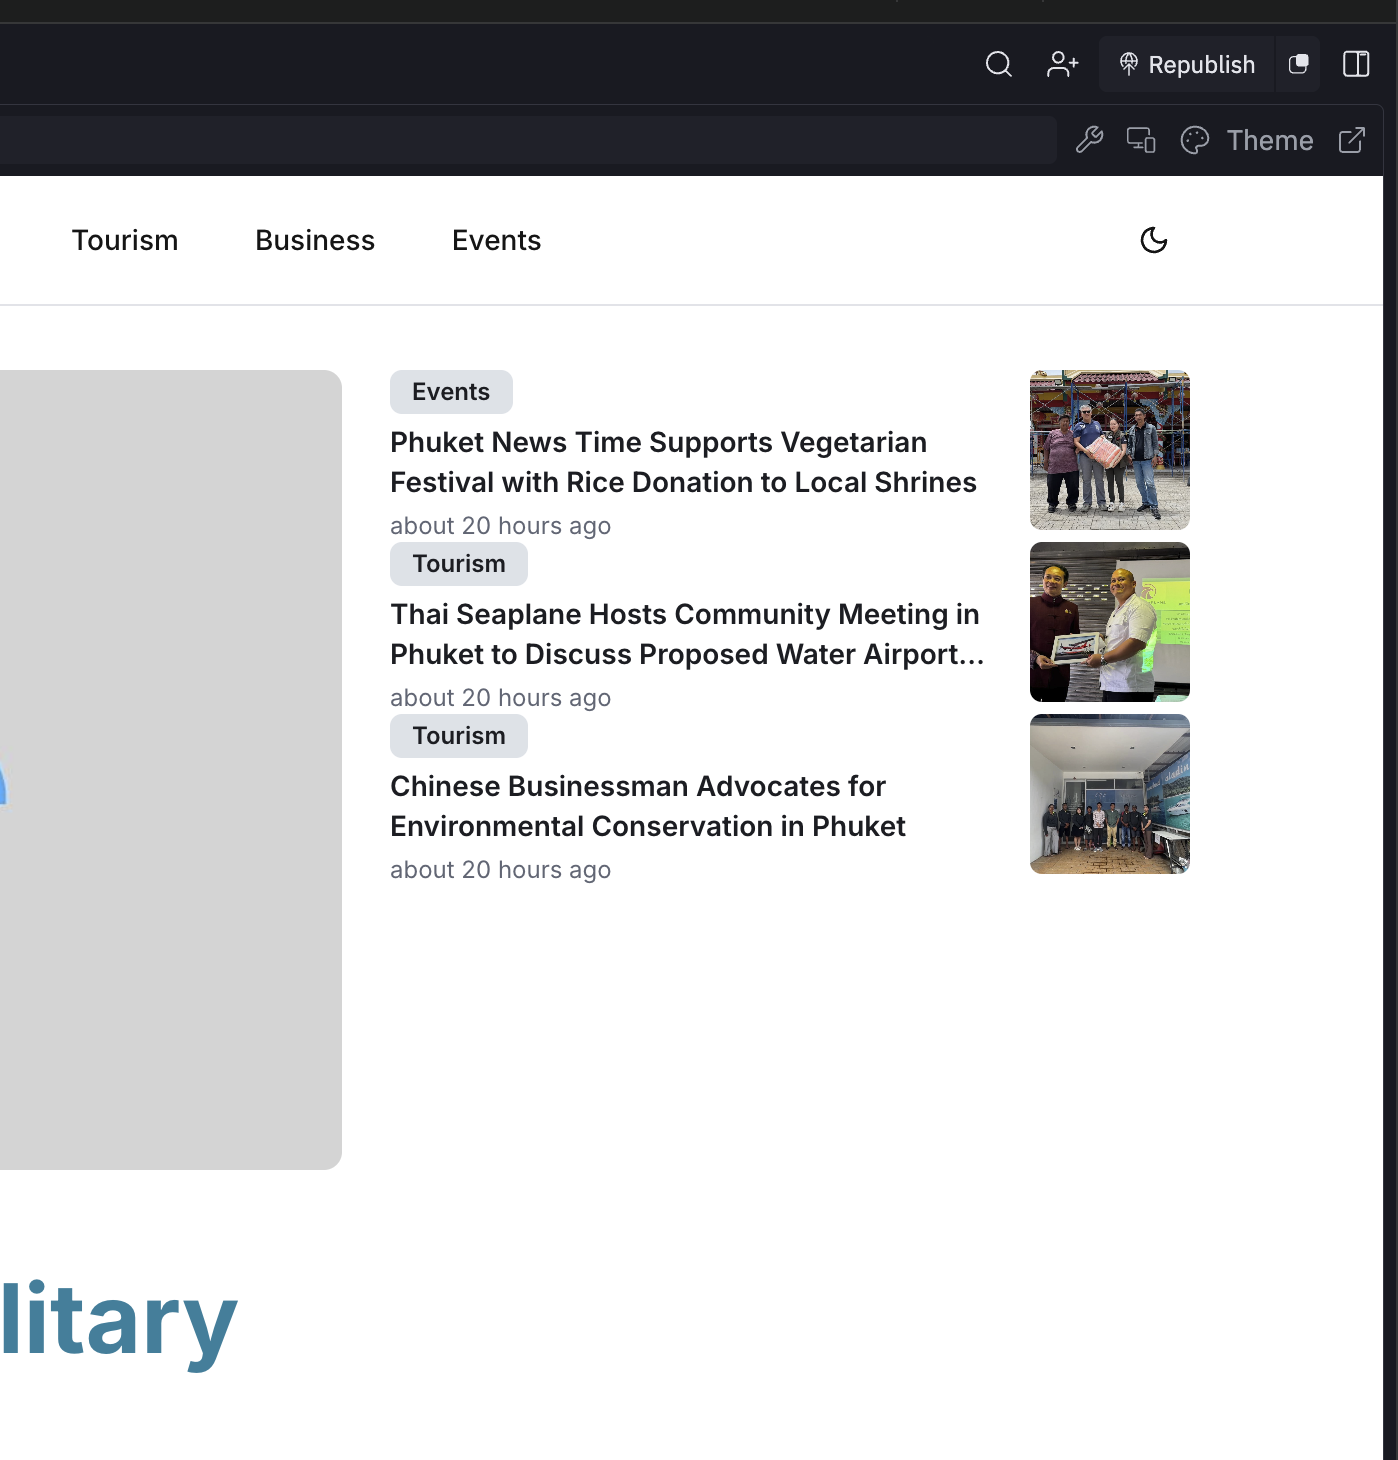 Republish
Theme
Tourism
Business
Events
Events
Phuket News Time Supports Vegetarian
Festival with Rice Donation to Local Shrines
about 20 hours ago
Tourism
Thai Seaplane Hosts Community Meeting in
Phuket to Discuss Proposed Water Airport...
about 20 hours ago
Tourism
Chinese Businessman Advocates for
Environmental Conservation in Phuket
about 20 hours ago
litary